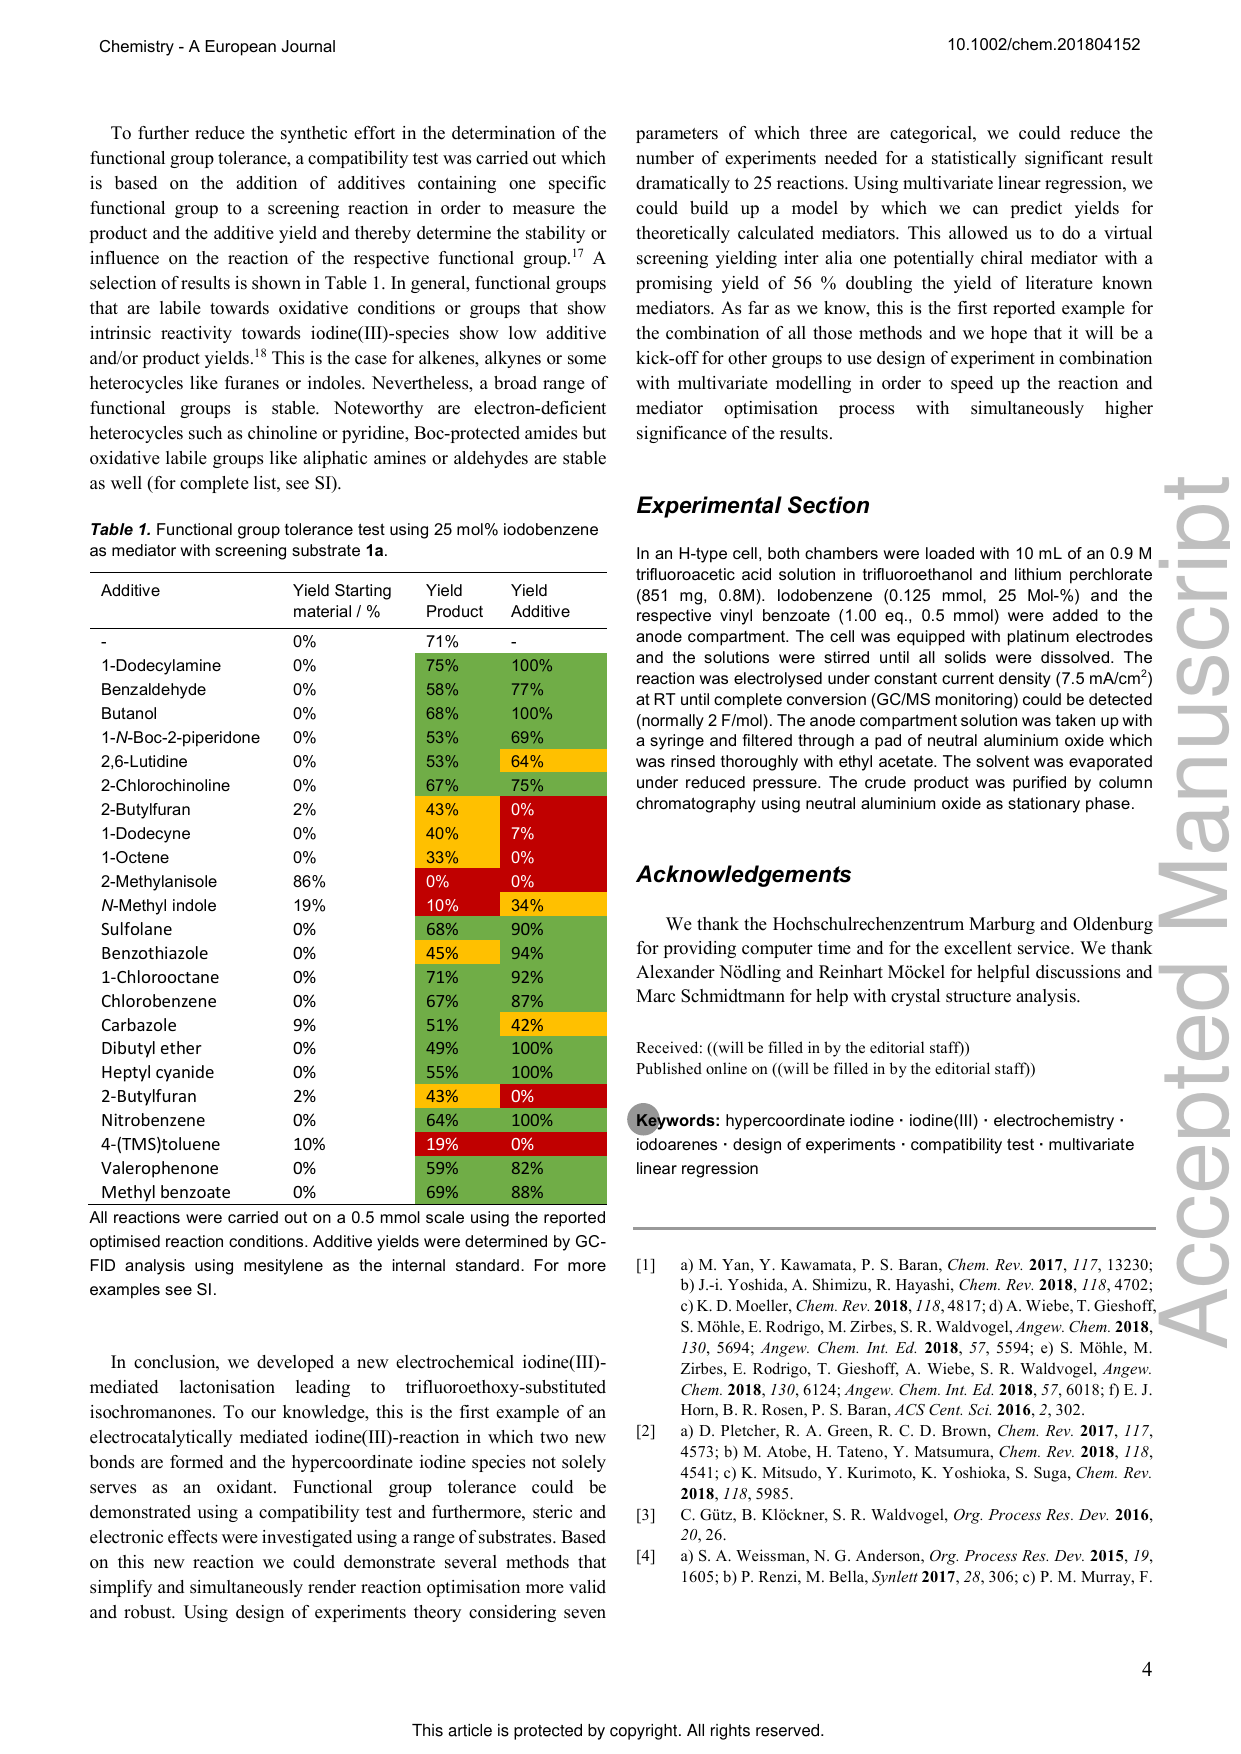 Chemistry - A European Journal
10.1002/chem.201804152
To further reduce the synthetic effort in the determination of the
functional group tolerance, a compatibility test was carried out which
is based on the addition of additives containing one specific
functional group to a screening reaction in order to measure the
product and the additive yield and thereby determine the stability or
influence on the reaction of the respective functional group.17 A
selection of results is shown in Table 1. In general, functional groups
that are labile towards oxidative conditions or groups that show
intrinsic reactivity towards iodine(III)-species show low additive
and/or product yields.18 This is the case for alkenes, alkynes or some
heterocycles like furanes or indoles. Nevertheless, a broad range of
functional groups is stable. Noteworthy are electron-deficient
heterocycles such as chinoline or pyridine, Boc-protected amides but
oxidative labile groups like aliphatic amines or aldehydes are stable
as well (for complete list, see SI).
Table 1. Functional group tolerance test using 25 mol% iodobenzene
as mediator with screening substrate 1a.
Additive Yield Starting Yield Yield
material / % Product Additive
- 0% 71% -
1-Dodecylamine 0% 75% 100%
Benzaldehyde 0% 58% 77%
Butanol 0% 68% 100%
1-N-Boc-2-piperidone 0% 53% 69%
2,6-Lutidine 0% 53% 64%
2-Chlorochinoline 0% 67% 75%
2-Butylfuran 2% 43% 0%
1-Dodecyne 0% 40% 7%
1-Octene 0% 33% 0%
2-Methylanisole 86% 0% 0%
N-Methyl indole 19% 10% 34%
Sulfolane 0% 68% 90%
Benzothiazole 0% 45% 94%
1-Chlorooctane 0% 71% 92%
Chlorobenzene 0% 67% 87%
Carbazole 9% 51% 42%
Dibutyl ether 0% 49% 100%
Heptyl cyanide 0% 55% 100%
2-Butylfuran 2% 43% 0%
Nitrobenzene 0% 64% 100%
4-(TMS)toluene 10% 19% 0%
Valerophenone 0% 59% 82%
Methyl benzoate 0% 69% 88%
All reactions were carried out on a 0.5 mmol scale using the reported
optimised reaction conditions. Additive yields were determined by GC-
FID analysis using mesitylene as the internal standard. For more
examples see SI.
In conclusion, we developed a new electrochemical iodine(III)-
mediated lactonisation leading to trifluoroethoxy-substituted
isochromanones. To our knowledge, this is the first example of an
electrocatalytically mediated iodine(III)-reaction in which two new
bonds are formed and the hypercoordinate iodine species not solely
serves as an oxidant. Functional group tolerance could be
demonstrated using a compatibility test and furthermore, steric and
electronic effects were investigated using a range of substrates. Based
on this new reaction we could demonstrate several methods that
simplify and simultaneously render reaction optimisation more valid
and robust. Using design of experiments theory considering seven
parameters of which three are categorical, we could reduce the
number of experiments needed for a statistically significant result
dramatically to 25 reactions. Using multivariate linear regression, we
could build up a model by which we can predict yields for
theoretically calculated mediators. This allowed us to do a virtual
screening yielding inter alia one potentially chiral mediator with a
promising yield of 56 % doubling the yield of literature known
mediators. As far as we know, this is the first reported example for
the combination of all those methods and we hope that it will be a
kick-off for other groups to use design of experiment in combination
with multivariate modelling in order to speed up the reaction and
mediator optimisation process with simultaneously higher
significance of the results.
Experimental Section
In an H-type cell, both chambers were loaded with 10 mL of an 0.9 M
trifluoroacetic acid solution in trifluoroethanol and lithium perchlorate
(851 mg, 0.8M). Iodobenzene (0.125 mmol, 25 Mol-%) and the
respective vinyl benzoate (1.00 eq., 0.5 mmol) were added to the
anode compartment. The cell was equipped with platinum electrodes
and the solutions were stirred until all solids were dissolved. The
reaction was electrolysed under constant current density (7.5 mA/cm2)
at RT until complete conversion (GC/MS monitoring) could be detected
(normally 2 F/mol). The anode compartment solution was taken up with
a syringe and filtered through a pad of neutral aluminium oxide which
was rinsed thoroughly with ethyl acetate. The solvent was evaporated
under reduced pressure. The crude product was purified by column
chromatography using neutral aluminium oxide as stationary phase.
Acknowledgements
We thank the Hochschulrechenzentrum Marburg and Oldenburg
for providing computer time and for the excellent service. We thank
Alexander Nödling and Reinhart Möckel for helpful discussions and
Marc Schmidtmann for help with crystal structure analysis.
Received: ((will be filled in by the editorial staff))
Published online on ((will be filled in by the editorial staff))
Keywords: hypercoordinate iodine · iodine(III) · electrochemistry ·
iodoarenes · design of experiments · compatibility test · multivariate
linear regression
[1] a) M. Yan, Y. Kawamata, P. S. Baran, Chem. Rev. 2017, 117, 13230;
b) J.-i. Yoshida, A. Shimizu, R. Hayashi, Chem. Rev. 2018, 118, 4702;
c) K. D. Moeller, Chem. Rev. 2018, 118, 4817; d) A. Wiebe, T. Gieshoff,
S. Möhle, E. Rodrigo, M. Zirbes, S. R. Waldvogel, Angew. Chem. 2018,
130, 5694; Angew. Chem. Int. Ed. 2018, 57, 5594; e) S. Möhle, M.
Zirbes, E. Rodrigo, T. Gieshoff, A. Wiebe, S. R. Waldvogel, Angew.
Chem. 2018, 130, 6124; Angew. Chem. Int. Ed. 2018, 57, 6018; f) E. J.
Horn, B. R. Rosen, P. S. Baran, ACS Cent. Sci. 2016, 2, 302.
[2] a) D. Pletcher, R. A. Green, R. C. D. Brown, Chem. Rev. 2017, 117,
4573; b) M. Atobe, H. Tateno, Y. Matsumura, Chem. Rev. 2018, 118,
4541; c) K. Mitsudo, Y. Kurimoto, K. Yoshioka, S. Suga, Chem. Rev.
2018, 118, 5985.
[3] C. Gütz, B. Klöckner, S. R. Waldvogel, Org. Process Res. Dev. 2016,
20, 26.
[4] a) S. A. Weissman, N. G. Anderson, Org. Process Res. Dev. 2015, 19,
1605; b) P. Renzi, M. Bella, Synlett 2017, 28, 306; c) P. M. Murray, F.
Accepted Manuscript
4
This article is protected by copyright. All rights reserved.